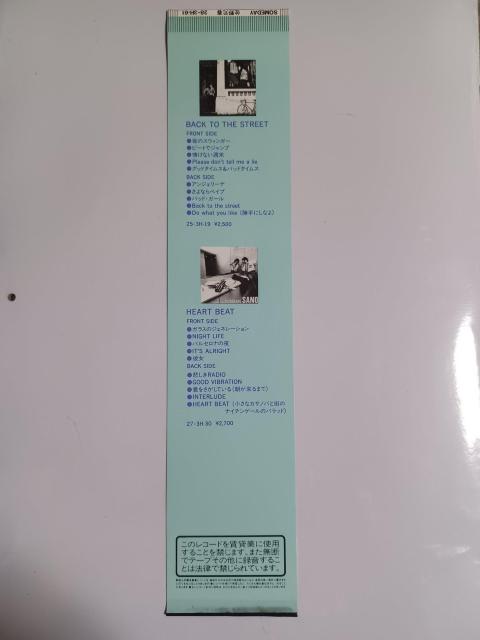 SOMEDAY 佐野元春 28・3H-61
BACK TO THE STREET
FRONT SIDE
●夜のスウィンガー
●ビートでジャンプ
●情けない週末
●Please don't tell me a lie
●グッドタイムス&バッドタイムス
BACK SIDE
●アンジェリーナ
●さよならベイブ
●バッド・ガール
●Back to the street
●Do what you like (勝手にしなよ)
25・3H-19 ¥2,500
SANO
HEART BEAT
FRONT SIDE
●ガラスのジェネレーション
●NIGHT LIFE
●バルセロナの夜
●IT'S ALRIGHT
●彼女
BACK SIDE
●悲しきRADIO
●GOOD VIBRATION
●君をさがしている(朝が来るまで)
●INTERLUDE
●HEART BEAT (小さなカサノバと街の
ナイチンゲールのバラッド)
27・3H-30 ¥2,700
このレコードを賃貸業に使用
することを禁じます。また無断
でテープその他に録音するこ
とは法律で禁じられています。